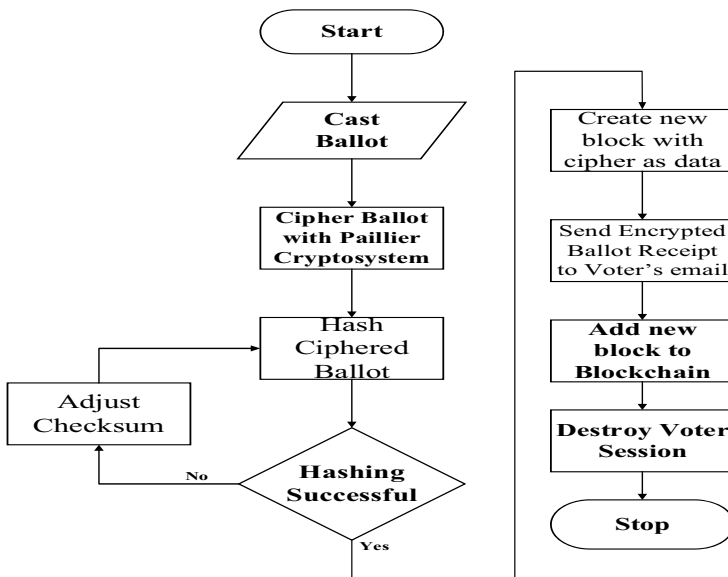 Start
Cast
Ballot
Cipher Ballot
with Paillier
Cryptosystem
Hash
Ciphered
Ballot
Adjust
Checksum
No
Hashing
Successful
Yes
Create new
block with
cipher as data
Send Encrypted
Ballot Receipt
to Voter's email
Add new
block to
Blockchain
Destroy Voter
Session
Stop